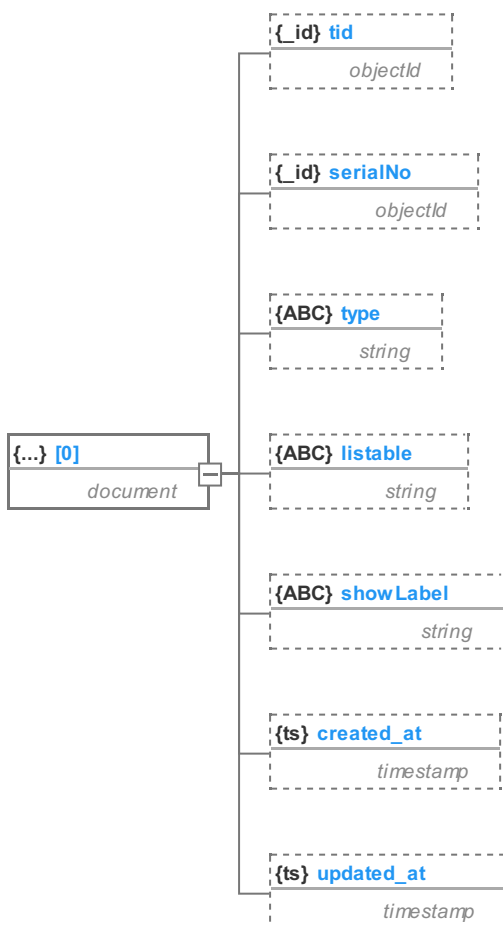 {_id} tid
objectId
{_id} serialNo
objectId
{ABC} type
string
{...} [0]
document
{ABC} listable
string
{ABC} showLabel
string
{ts} created_at
timestamp
{ts} updated_at
timestamp